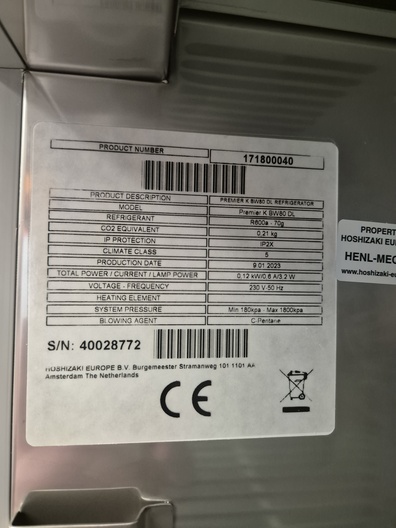 PRODUCT NUMBER 171800040
PRODUCT DESCRIPTION PREMIER K BW80 DL REFRIGERATOR
MODEL Premier K BW80 DL
REFRIGERANT R600a - 70g
CO2 EQUIVALENT 0,21 kg
IP PROTECTION IP2X
CLIMATE CLASS 5
PRODUCTION DATE 9.01.2023
TOTAL POWER / CURRENT / LAMP POWER 0,12 kW/0,6 A/3,2 W
VOLTAGE - FREQUENCY 230 V-50 Hz
HEATING ELEMENT -
SYSTEM PRESSURE Min 180kpa - Max 1600kpa
BLOWING AGENT C-Pentane
S/N: 40028772
HOSHIZAKI EUROPE B.V. Burgemeester Stramanweg 101 1101 AA
Amsterdam The Netherlands
CE
PROPERT
HOSHIZAKI EUR
HENL-MEC
www.hoshizaki-e